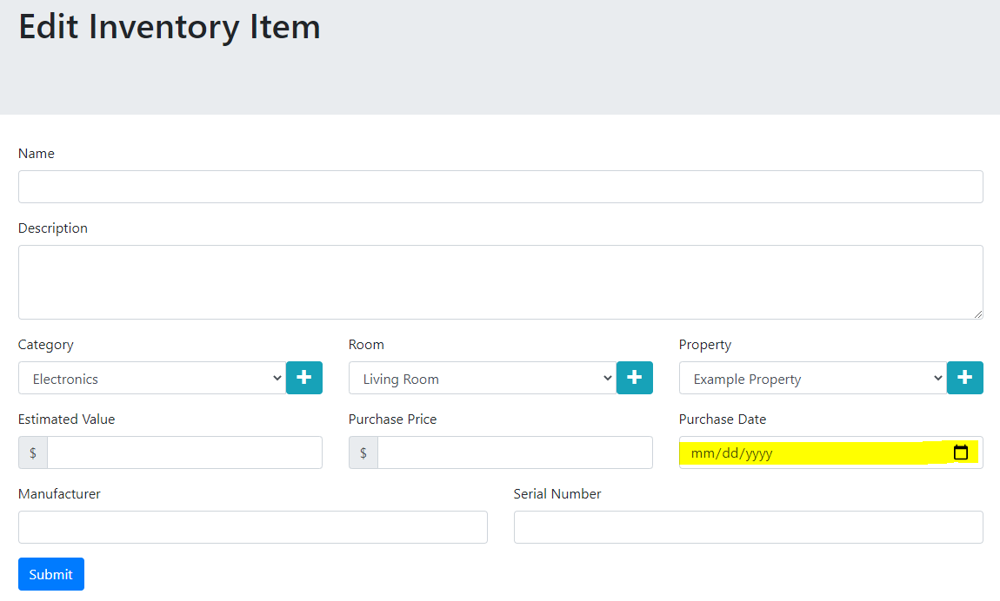 Edit Inventory Item
Name
Description
Category Room Property
Electronics Living Room Example Property
Estimated Value Purchase Price Purchase Date
$ $ mm/dd/yyyy
Manufacturer Serial Number
Submit